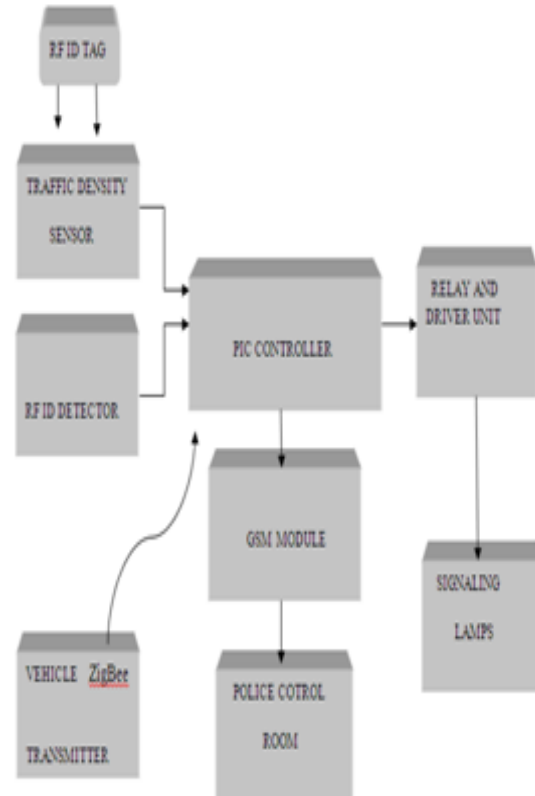 RF ID TAG
TRAFFIC DENSITY
SENSOR
RF ID DETECTOR
PIC CONTROLLER
RELAY AND
DRIVER UNIT
GSM MODULE
SIGNALING
LAMPS
VEHICLE ZigBee
TRANSMITTER
POLICE COTROL
ROOM